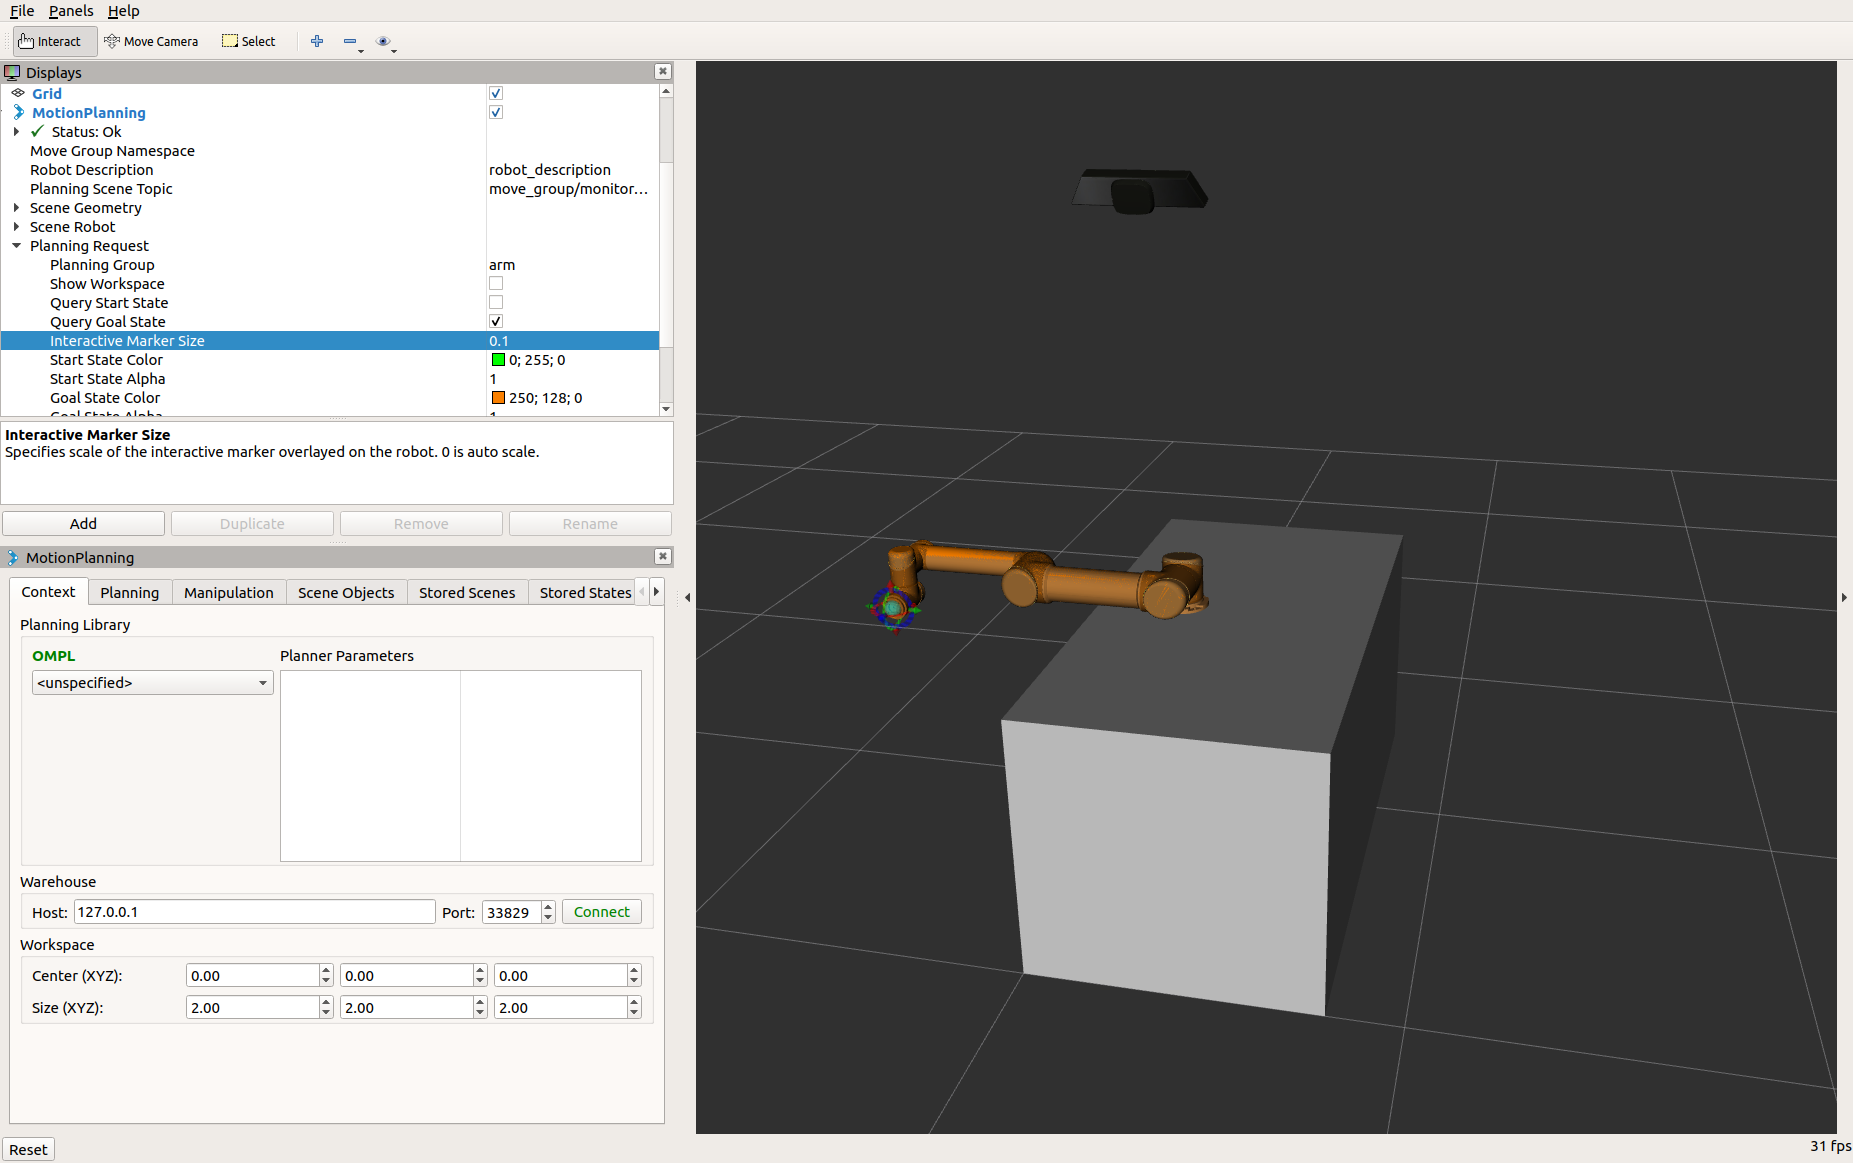 File Panels Help
Interact Move Camera Select
Displays
Grid
MotionPlanning
Status: Ok
Move Group Namespace
Robot Description robot_description
Planning Scene Topic move_group/monitor...
Scene Geometry
Scene Robot
Planning Request
Planning Group arm
Show Workspace
Query Start State
Query Goal State
Interactive Marker Size 0.1
Start State Color 0; 255; 0
Start State Alpha 1
Goal State Color 250; 128; 0
Goal State Alpha 1
Interactive Marker Size
Specifies scale of the interactive marker overlayed on the robot. 0 is auto scale.
Add Duplicate Remove Rename
MotionPlanning
Context Planning Manipulation Scene Objects Stored Scenes Stored States
Planning Library
OMPL Planner Parameters
<unspecified>
Warehouse
Host: 127.0.0.1 Port: 33829 Connect
Workspace
Center (XYZ): 0.00 0.00 0.00
Size (XYZ): 2.00 2.00 2.00
Reset 31 fps